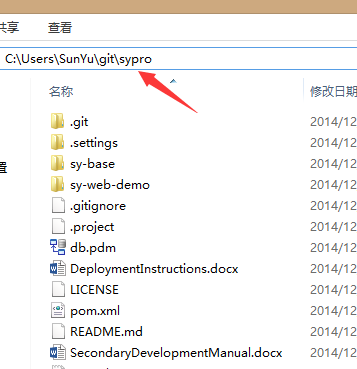 共享 查看
C:\Users\SunYu\git\sypro
名称 修改日期
.git 2014/12
.settings 2014/12
sy-base 2014/12
置
sy-web-demo 2014/12
.gitignore 2014/12
.project 2014/12
db.pdm 2014/12
DeploymentInstructions.docx 2014/12
LICENSE 2014/12
pom.xml 2014/12
README.md 2014/12
SecondaryDevelopmentManual.docx 2014/12